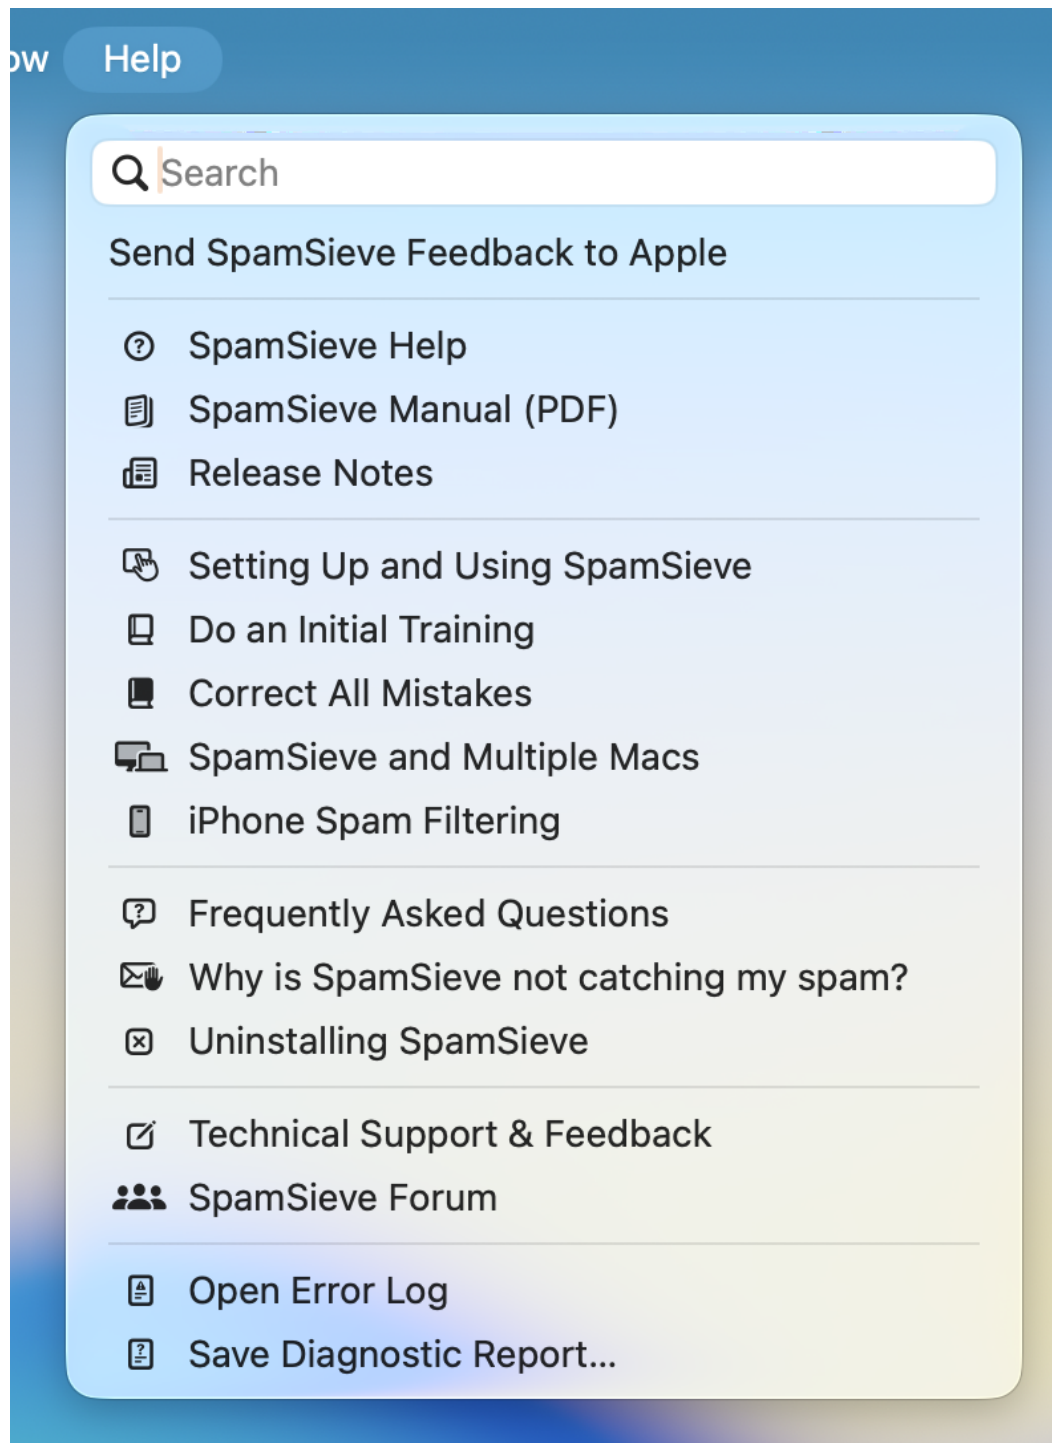 ow Help
Search
Send SpamSieve Feedback to Apple
SpamSieve Help
SpamSieve Manual (PDF)
Release Notes
Setting Up and Using SpamSieve
Do an Initial Training
Correct All Mistakes
SpamSieve and Multiple Macs
iPhone Spam Filtering
Frequently Asked Questions
Why is SpamSieve not catching my spam?
Uninstalling SpamSieve
Technical Support & Feedback
SpamSieve Forum
Open Error Log
Save Diagnostic Report...